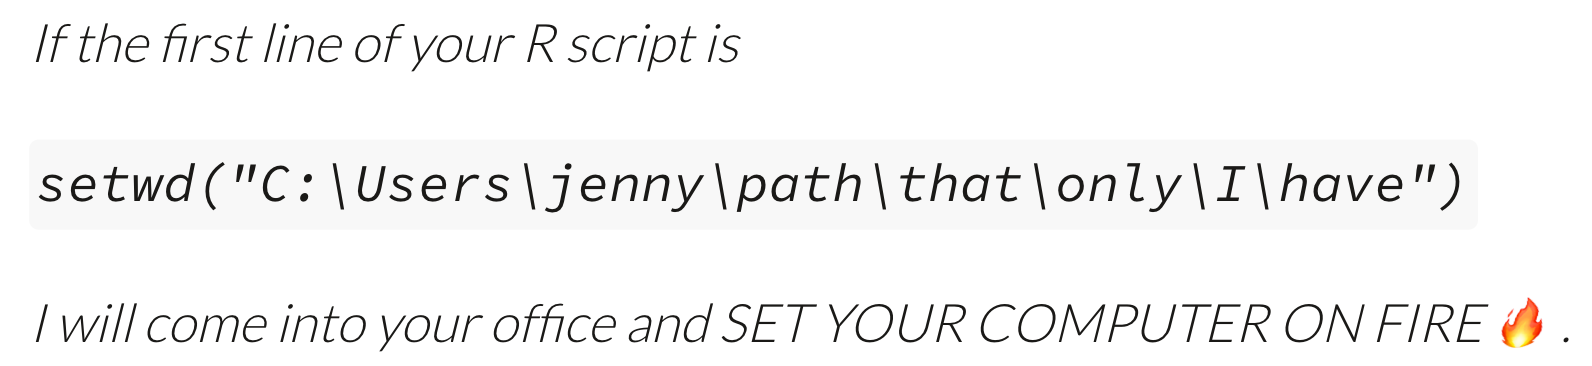 If the first line of your R script is
setwd("C:\Users\jenny\path\that\only\I\have")
I will come into your office and SET YOUR COMPUTER ON FIRE 🔥 .